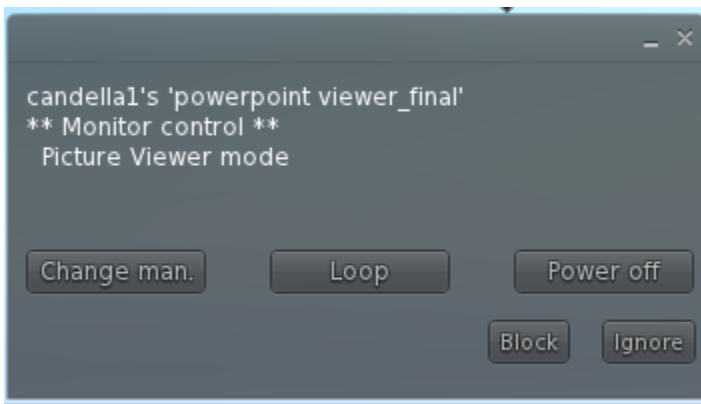 candella1's 'powerpoint viewer_final'
** Monitor control **
Picture Viewer mode
Change man. Loop Power off
Block Ignore